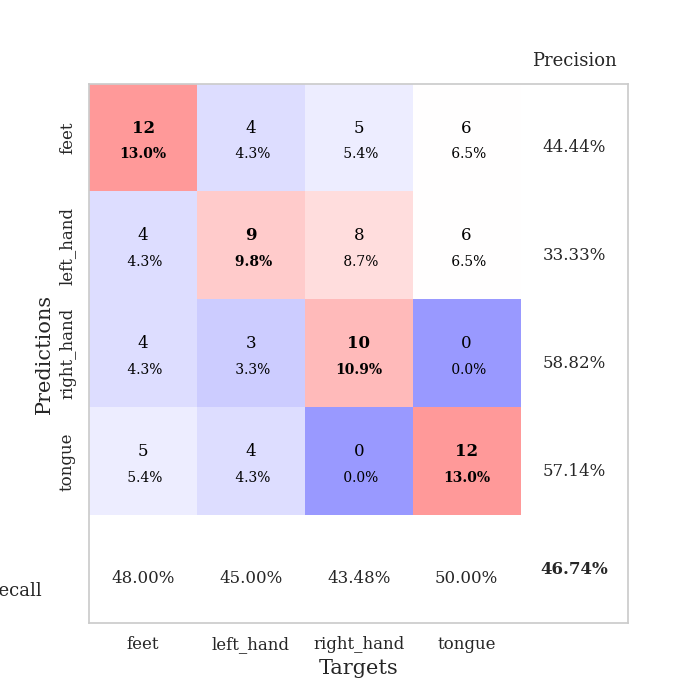 Precision
feet 12 4 5 6 44.44%
13.0% 4.3% 5.4% 6.5%
left_hand 4 9 8 6 33.33%
4.3% 9.8% 8.7% 6.5%
right_hand 4 3 10 0 58.82%
4.3% 3.3% 10.9% 0.0%
tongue 5 4 0 12 57.14%
5.4% 4.3% 0.0% 13.0%
Predictions
ecall 48.00% 45.00% 43.48% 50.00% 46.74%
feet left_hand right_hand tongue
Targets